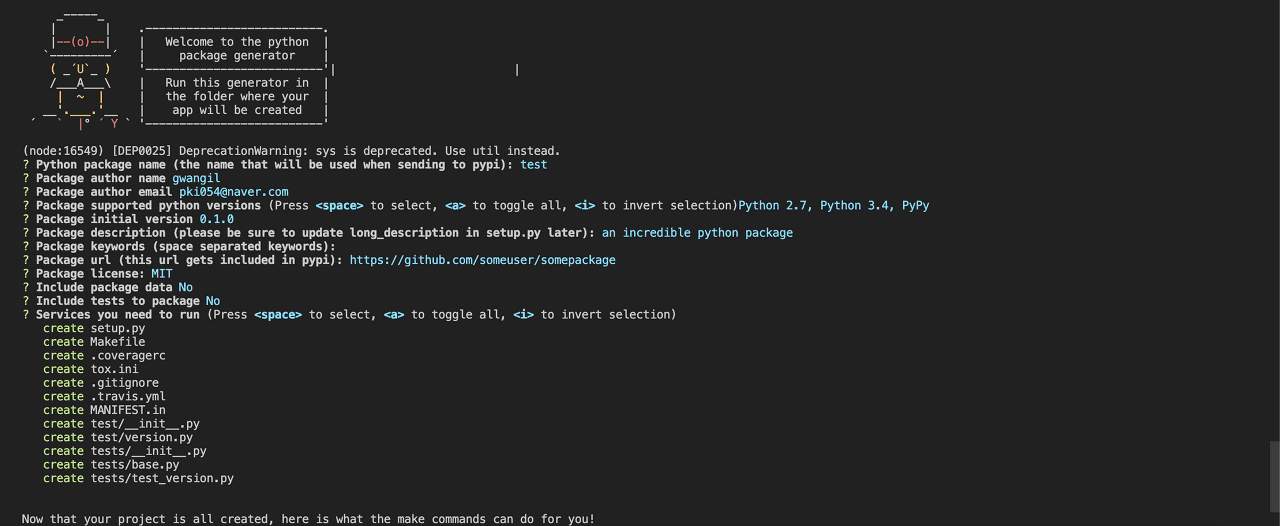 Welcome to the python
package generator
Run this generator in
the folder where your
app will be created
(node:16549) [DEP0025] DeprecationWarning: sys is deprecated. Use util instead.
? Python package name (the name that will be used when sending to pypi): test
? Package author name gwangil
? Package author email pki054@naver.com
? Package supported python versions (Press <space> to select, <a> to toggle all, <i> to invert selection)Python 2.7, Python 3.4, PyPy
? Package initial version 0.1.0
? Package description (please be sure to update long_description in setup.py later): an incredible python package
? Package keywords (space separated keywords):
? Package url (this url gets included in pypi): https://github.com/someuser/somepackage
? Package license: MIT
? Include package data No
? Include tests to package No
? Services you need to run (Press <space> to select, <a> to toggle all, <i> to invert selection)
create setup.py
create Makefile
create .coveragerc
create tox.ini
create .gitignore
create .travis.yml
create MANIFEST.in
create test/__init__.py
create test/version.py
create tests/__init__.py
create tests/base.py
create tests/test_version.py
Now that your project is all created, here is what the make commands can do for you!